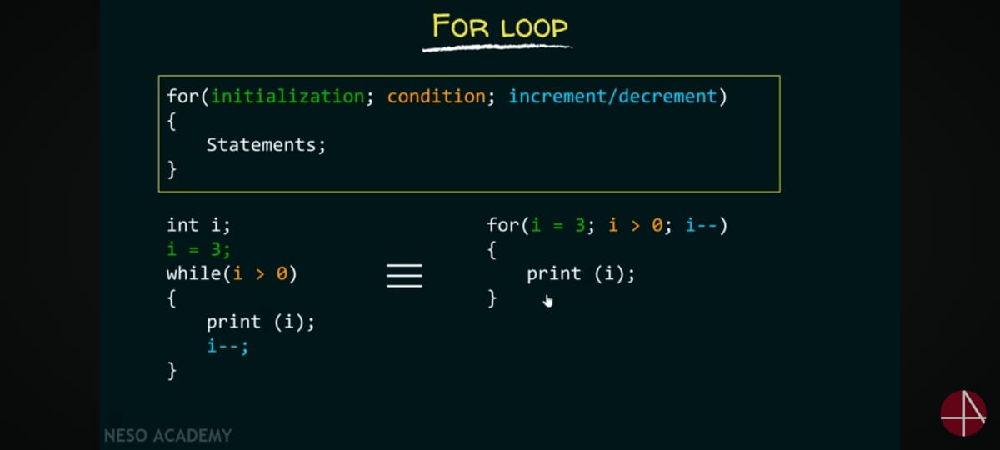 FOR LOOP
for(initialization; condition; increment/decrement)
{
Statements;
}
int i;
i = 3;
while(i > 0)
{
print (i);
i--;
}
for(i = 3; i > 0; i--)
{
print (i);
}
NESO ACADEMY